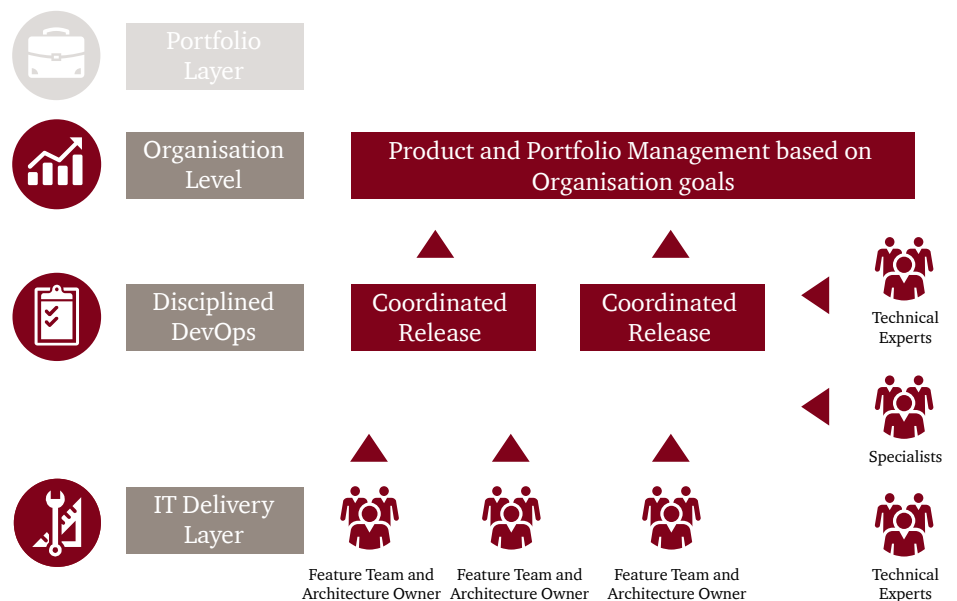 Portfolio
Layer
Organisation
Level
Product and Portfolio Management based on
Organisation goals
Disciplined
DevOps
Coordinated
Release
Coordinated
Release
Technical
Experts
Specialists
IT Delivery
Layer
Feature Team and
Architecture Owner
Feature Team and
Architecture Owner
Feature Team and
Architecture Owner
Technical
Experts